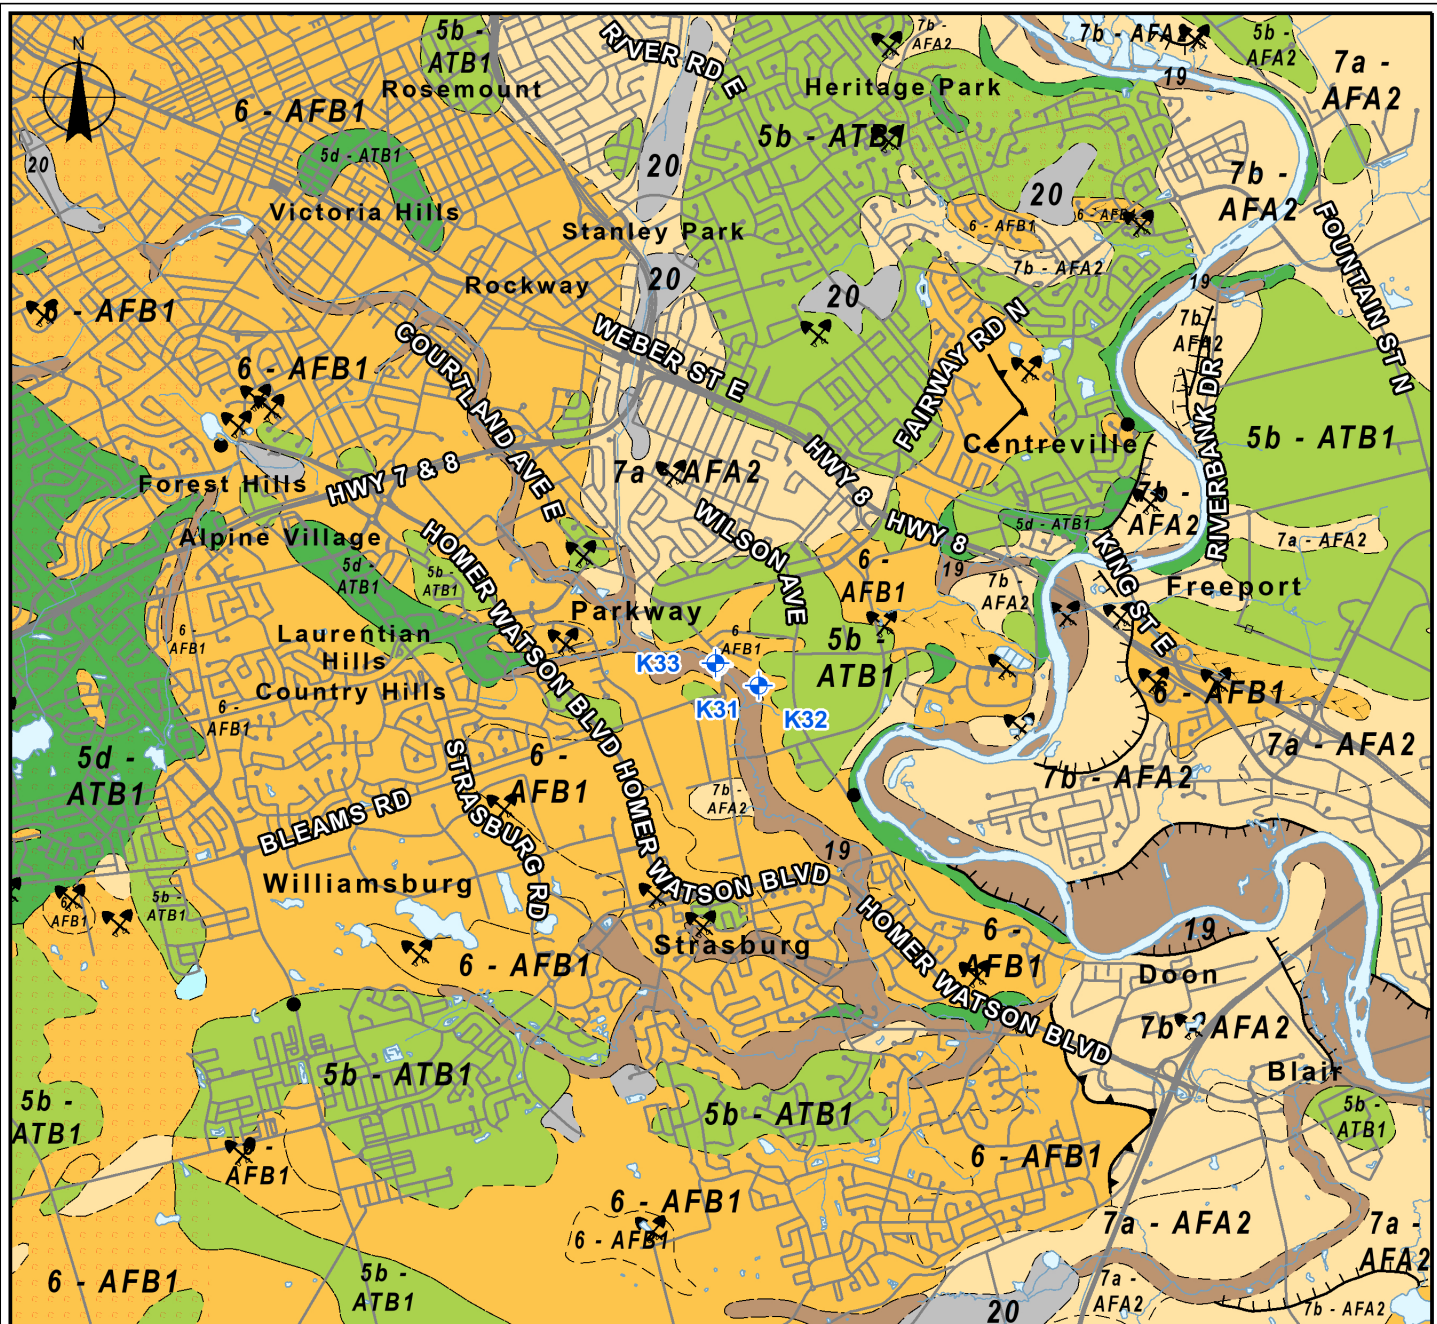 N
5b -
ATB1
RIVER RD E
7b -
AFA2
7b - AFA2
5b -
AFA2
7a -
AFA2
Rosemount
Heritage Park
19
6 - AFB1
5b - ATB1
5d - ATB1
20
20
20
7b -
AFA2
Victoria Hills
Stanley Park
6 - AFB1
6 - AFB1
7b - AFA2
FOUNTAIN ST N
Rockway
20
20
19
6 - AFB1
COURTLAND AVE E
WEBER ST E
FAIRWAY RD N
7b -
AFA2
RIVERBANK DR
6 - AFB1
Centreville
5b - ATB1
HWY 8
7a - AFA2
HWY 7 & 8
Forest Hills
7b -
AFA2
WILSON AVE
HWY 8
5d - ATB1
KING ST E
7a - AFA2
Alpine Village
HOMER WATSON BLVD
5d -
ATB1
5b -
ATB1
6 -
AFB1
19
7b -
AFA2
Freeport
Parkway
6 -
AFB1
Laurentian
Hills
6 -
AFB1
5b -
ATB1
K33
K31
K32
Country Hills
6 - AFB1
6 -
AFB1
7a - AFA2
5d -
ATB1
STRASBURG RD
6 -
AFB1
HOMER WATSON BLVD
7b -
AFA2
7b - AFA2
BLEAMS RD
19
Williamsburg
5b -
ATB1
6 -
AFB1
HOMER WATSON BLVD
6 -
AFB1
19
Strasburg
6 - AFB1
Doon
7b - AFA2
5b - ATB1
Blair
5b -
ATB1
5b - ATB1
5b -
ATB1
6 -
AFB1
6 - AFB1
6 - AFB1
6 - AFB1
7a - AFA2
7a -
AFA2
6 - AFB1
5b -
ATB1
7a -
AFA2
7b - AFA2
20